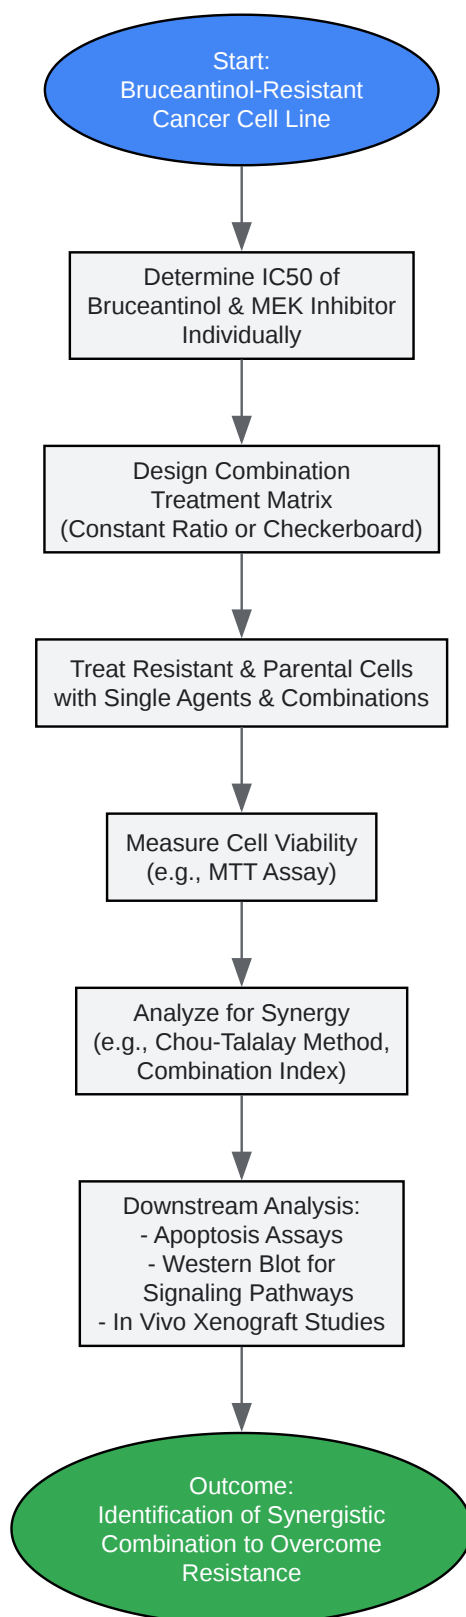 Start:
Bruceantinol-Resistant
Cancer Cell Line
Determine IC50 of
Bruceantinol & MEK Inhibitor
Individually
Design Combination
Treatment Matrix
(Constant Ratio or Checkerboard)
Treat Resistant & Parental Cells
with Single Agents & Combinations
Measure Cell Viability
(e.g., MTT Assay)
Analyze for Synergy
(e.g., Chou-Talalay Method,
Combination Index)
Downstream Analysis:
- Apoptosis Assays
- Western Blot for
Signaling Pathways
- In Vivo Xenograft Studies
Outcome:
Identification of Synergistic
Combination to Overcome
Resistance